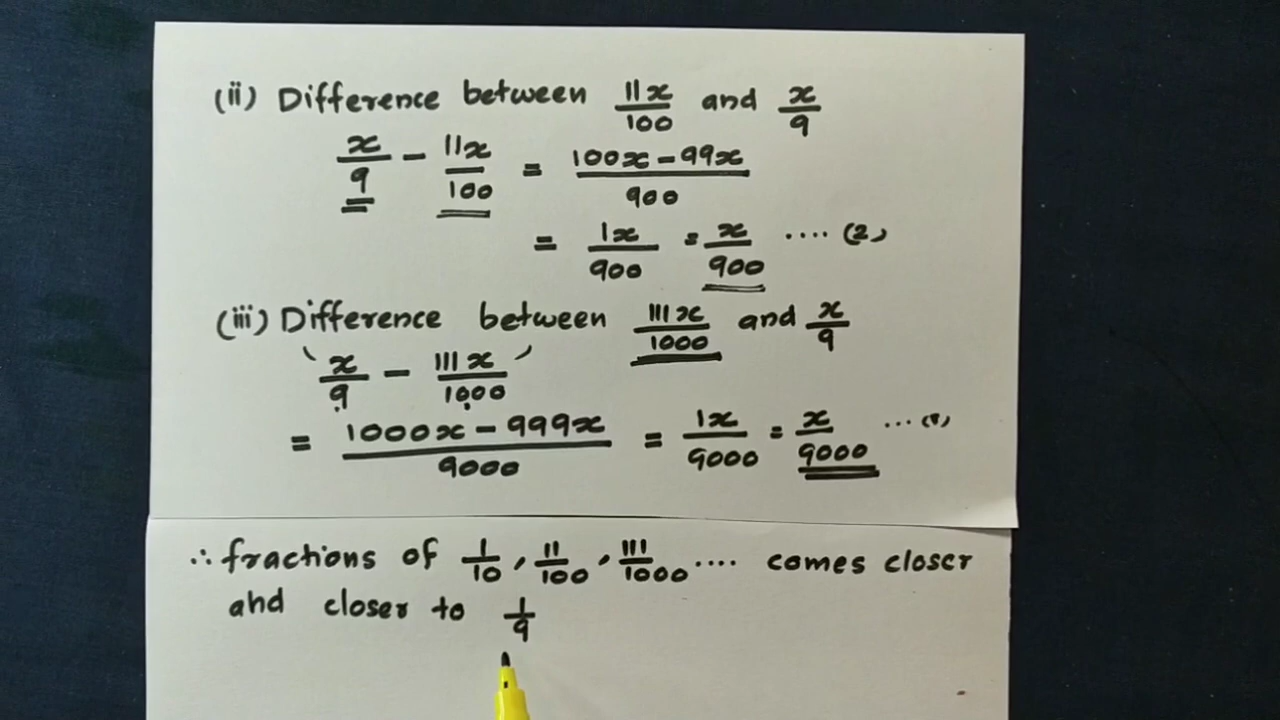 (ii) Difference between 11x/100 and x/9
x/9 - 11x/100 = 100x - 99x/900
= 1x/900 = x/900 .... (2)
(iii) Difference between 111x/1000 and x/9
x/9 - 111x/1000
= 1000x - 999x/9000 = 1x/9000 = x/9000 ...
∴ fractions of 1/10, 11/100, 111/1000 .... comes closer
and closer to 1/9